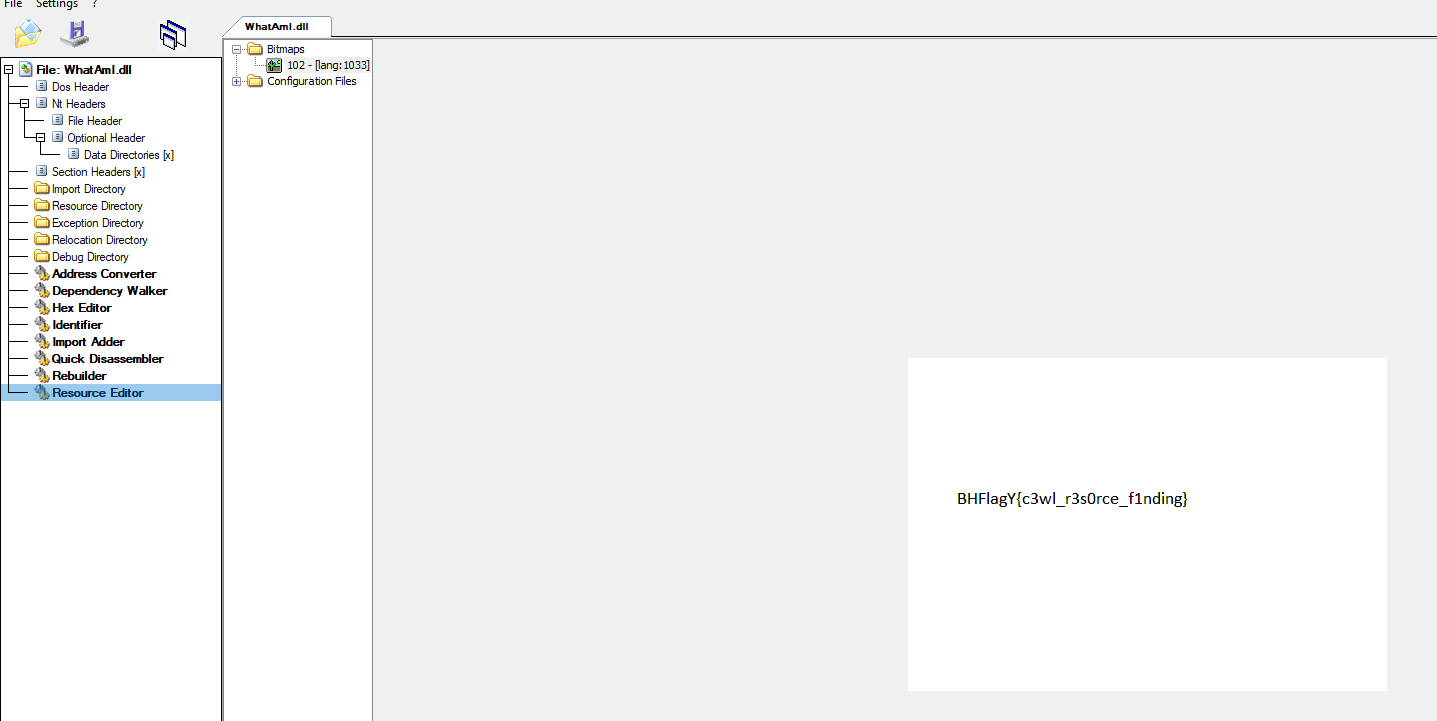 File Settings ?
WhatAmI.dll
File: WhatAmI.dll
Dos Header
Nt Headers
File Header
Optional Header
Data Directories [x]
Section Headers [x]
Import Directory
Resource Directory
Exception Directory
Relocation Directory
Debug Directory
Address Converter
Dependency Walker
Hex Editor
Identifier
Import Adder
Quick Disassembler
Rebuilder
Resource Editor
Bitmaps
102 - [lang:1033]
Configuration Files
BHFlagY{c3wl_r3s0rce_f1nding}